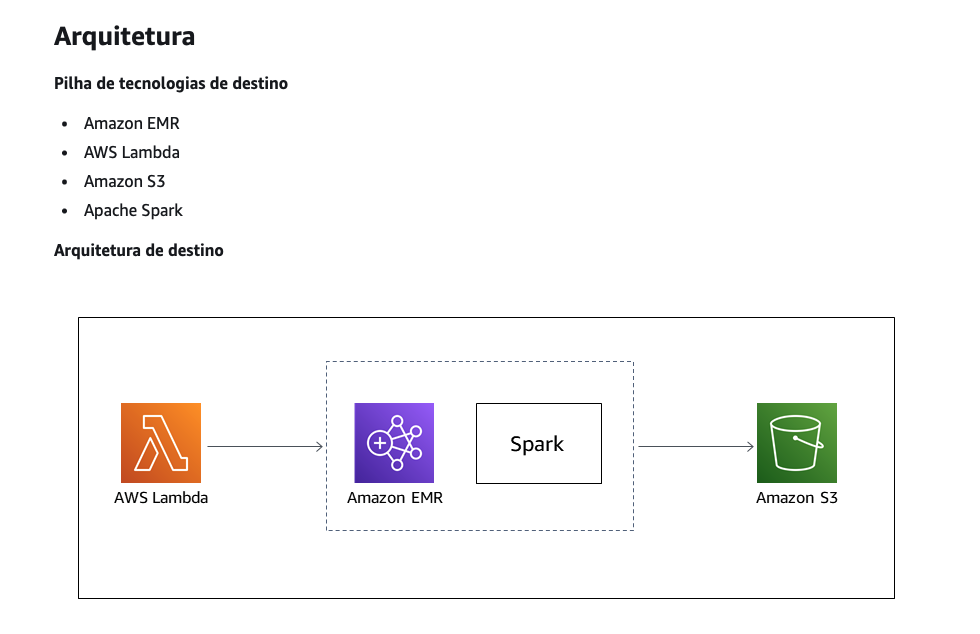 Arquitetura
Pilha de tecnologias de destino
Amazon EMR
AWS Lambda
Amazon S3
Apache Spark
Arquitetura de destino
Spark
AWS Lambda
Amazon EMR
Amazon S3